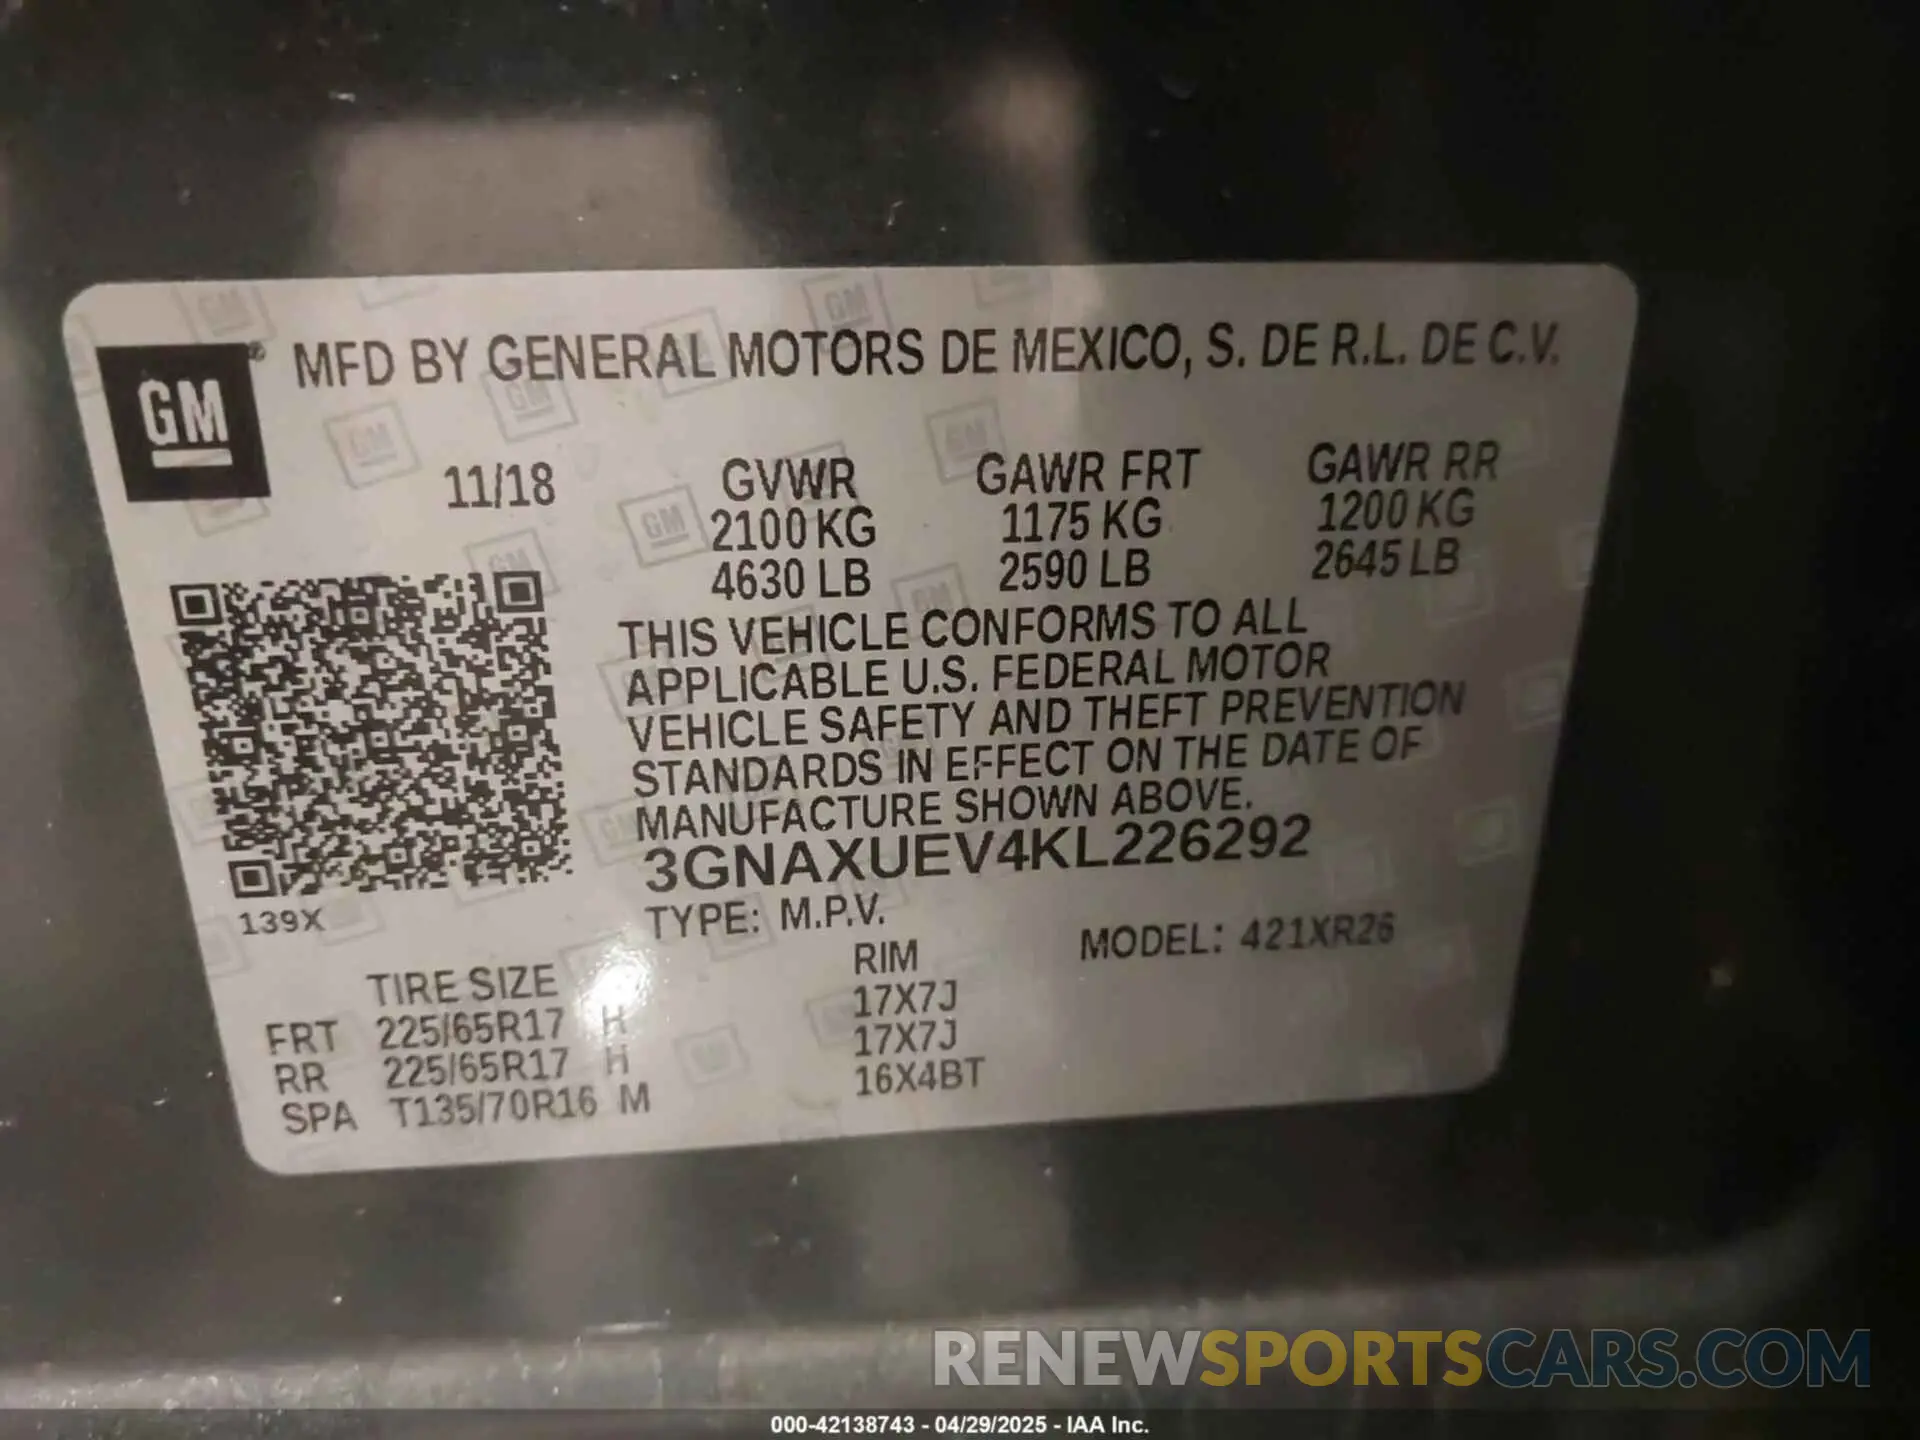 GM
® MFD BY GENERAL MOTORS DE MEXICO, S. DE R.L. DE C.V.
11/18 GVWR GAWR FRT GAWR RR
2100 KG 1175 KG 1200 KG
4630 LB 2590 LB 2645 LB
THIS VEHICLE CONFORMS TO ALL
APPLICABLE U.S. FEDERAL MOTOR
VEHICLE SAFETY AND THEFT PREVENTION
STANDARDS IN EFFECT ON THE DATE OF
MANUFACTURE SHOWN ABOVE.
3GNAXUEV4KL226292
139X
TYPE: M.P.V. MODEL: 421XR26
TIRE SIZE RIM
FRT 225/65R17 H 17X7J
RR 225/65R17 H 17X7J
SPA T135/70R16 M 16X4BT
RENEWSPORTSCARS.COM
000-42138743 - 04/29/2025 - IAA Inc.